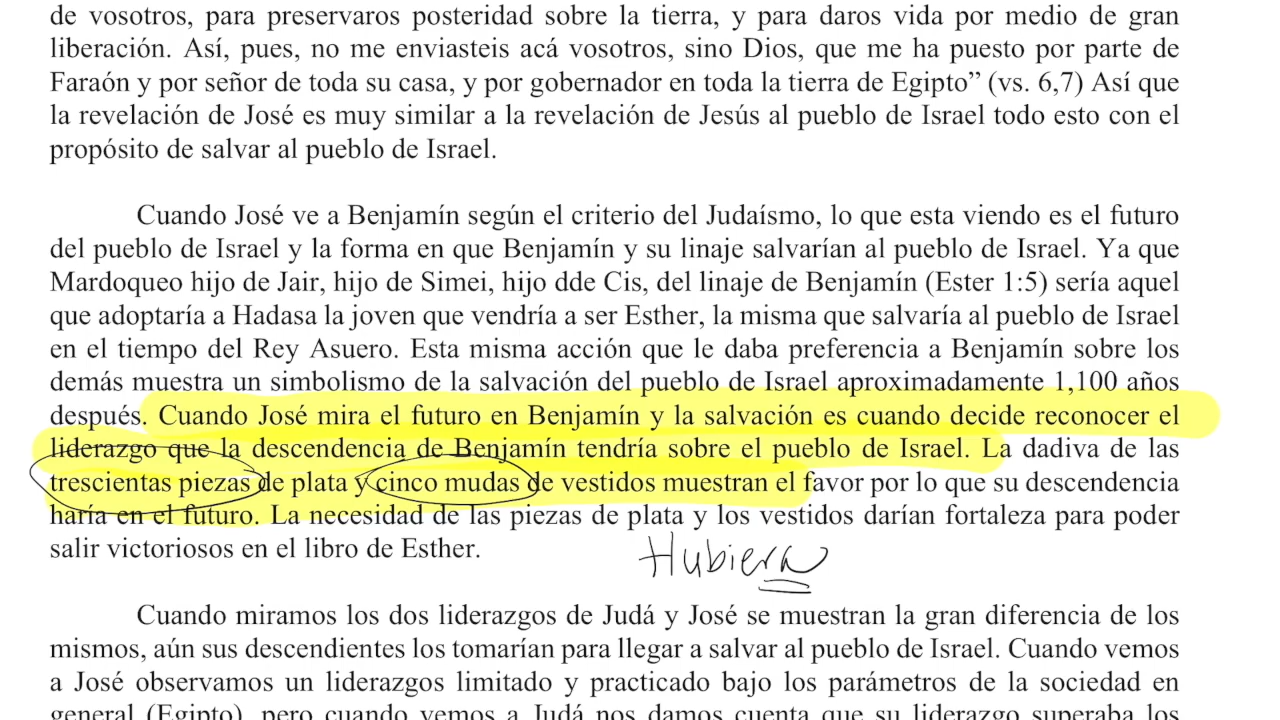 de vosotros, para preservaros posteridad sobre la tierra, y para daros vida por medio de gran
liberación. Así, pues, no me enviasteis acá vosotros, sino Dios, que me ha puesto por parte de
Faraón y por señor de toda su casa, y por gobernador en toda la tierra de Egipto” (vs. 6,7) Así que
la revelación de José es muy similar a la revelación de Jesús al pueblo de Israel todo esto con el
propósito de salvar al pueblo de Israel.
Cuando José ve a Benjamín según el criterio del Judaísmo, lo que esta viendo es el futuro
del pueblo de Israel y la forma en que Benjamín y su linaje salvarían al pueblo de Israel. Ya que
Mardoqueo hijo de Jair, hijo de Simei, hijo dde Cis, del linaje de Benjamín (Ester 1:5) sería aquel
que adoptaría a Hadasa la joven que vendría a ser Esther, la misma que salvaría al pueblo de Israel
en el tiempo del Rey Asuero. Esta misma acción que le daba preferencia a Benjamín sobre los
demás muestra un simbolismo de la salvación del pueblo de Israel aproximadamente 1,100 años
después. Cuando José mira el futuro en Benjamín y la salvación es cuando decide reconocer el
liderazgo que la descendencia de Benjamín tendría sobre el pueblo de Israel. La dadiva de las
trescientas piezas de plata y cinco mudas de vestidos muestran el favor por lo que su descendencia
haría en el futuro. La necesidad de las piezas de plata y los vestidos darían fortaleza para poder
salir victoriosos en el libro de Esther.
Hubiera
Cuando miramos los dos liderazgos de Judá y José se muestran la gran diferencia de los
mismos, aún sus descendientes los tomarían para llegar a salvar al pueblo de Israel. Cuando vemos
a José observamos un liderazgos limitado y practicado bajo los parámetros de la sociedad en
general (Egipto), pero cuando vemos a Judá nos damos cuenta que su liderazgo superaba los